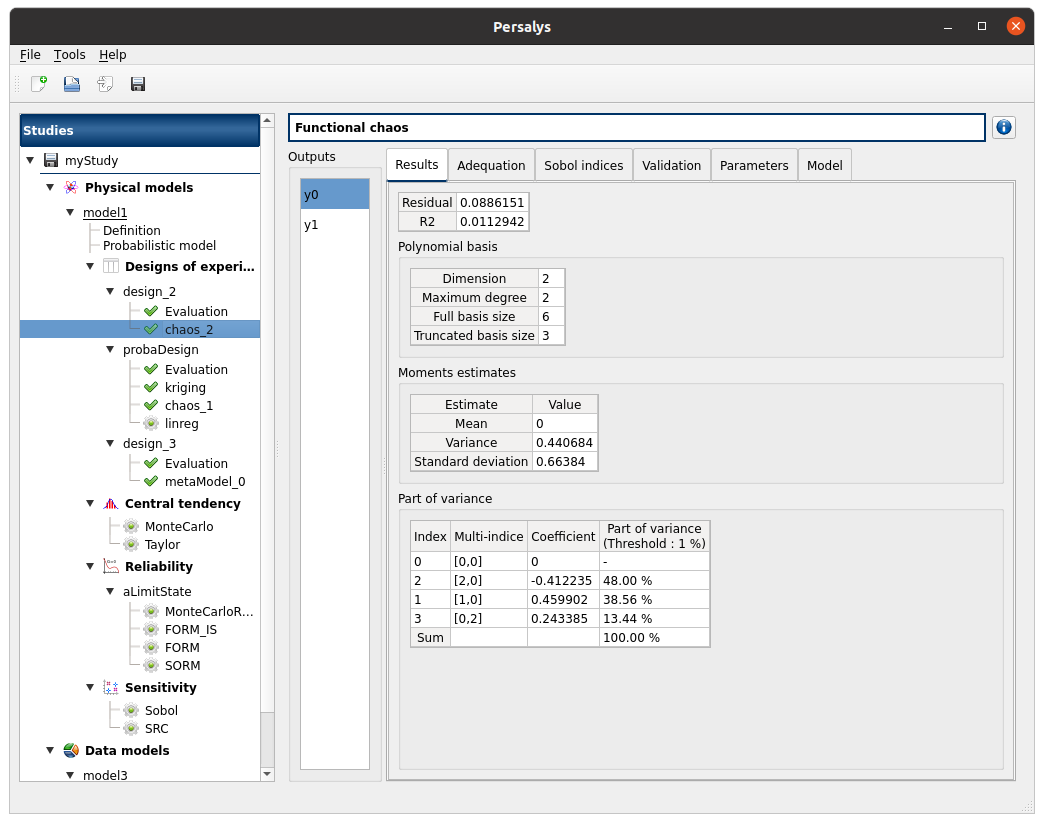 Persalys
File Tools Help
Studies
myStudy
Physical models
model1
Definition
Probabilistic model
Designs of experi...
design_2
Evaluation
chaos_2
probaDesign
Evaluation
kriging
chaos_1
linreg
design_3
Evaluation
metaModel_0
Central tendency
MonteCarlo
Taylor
Reliability
aLimitState
MonteCarloR...
FORM_IS
FORM
SORM
Sensitivity
Sobol
SRC
Data models
model3
Functional chaos
Outputs
y0
y1
Results Adequation Sobol indices Validation Parameters Model
Residual 0.0886151
R2 0.0112942
Polynomial basis
Dimension 2
Maximum degree 2
Full basis size 6
Truncated basis size 3
Moments estimates
Estimate Value
Mean 0
Variance 0.440684
Standard deviation 0.66384
Part of variance
Index Multi-indice Coefficient Part of variance
(Threshold : 1 %)
0 [0,0] 0 -
2 [2,0] -0.412235 48.00 %
1 [1,0] 0.459902 38.56 %
3 [0,2] 0.243385 13.44 %
Sum 100.00 %